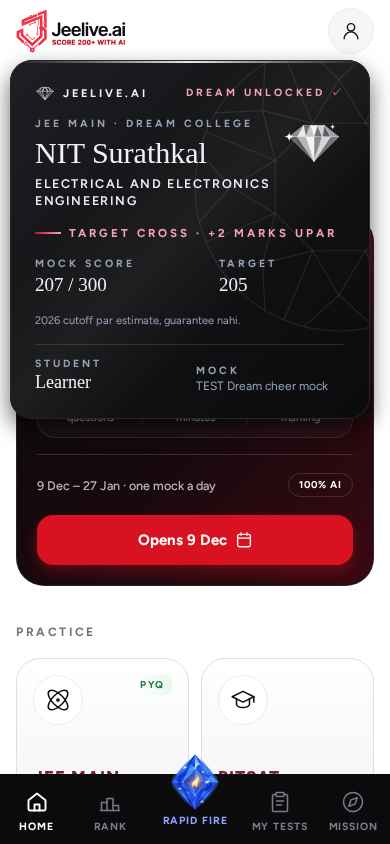 Jeelive.ai
SCORE 200+ WITH AI
JEELIVE.AI
DREAM UNLOCKED ✓
JEE MAIN · DREAM COLLEGE
NIT Surathkal
ELECTRICAL AND ELECTRONICS
ENGINEERING
TARGET CROSS · +2 MARKS UPAR
MOCK SCORE
TARGET
207 / 300
205
2026 cutoff par estimate, guarantee nahi.
STUDENT
Learner
MOCK
TEST Dream cheer mock
9 Dec – 27 Jan · one mock a day
100% AI
Opens 9 Dec
PRACTICE
PYQ
JEE MAIN
BITSAT
HOME
RANK
RAPID FIRE
MY TESTS
MISSION